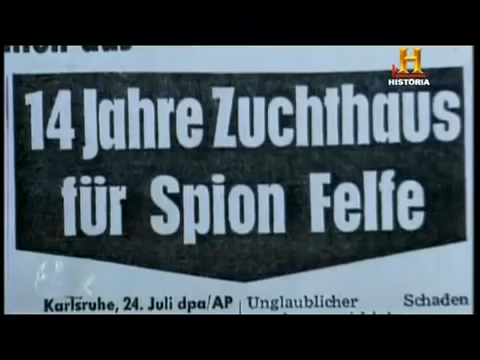 H
HISTORIA
14 Jahre Zuchthaus
für Spion Felfe
Karlsruhe, 24. Juli dpa/AP
Unglaublicher Schaden